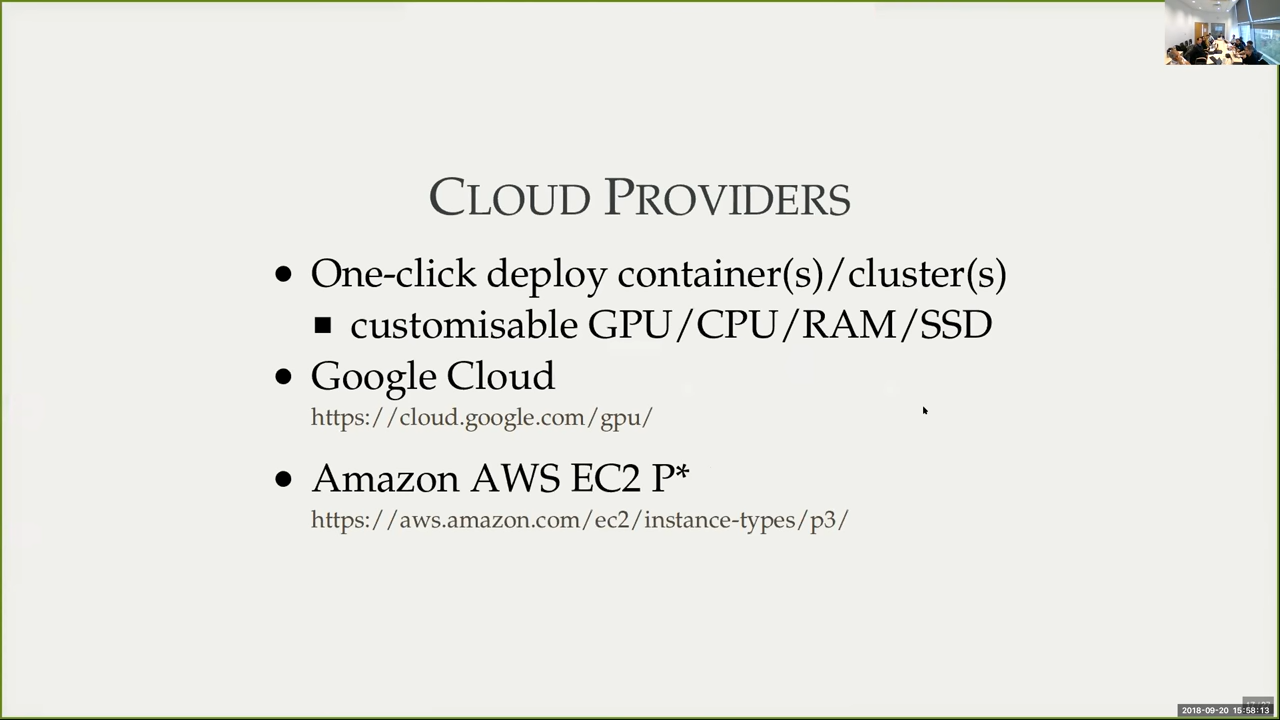 CLOUD PROVIDERS
● One-click deploy container(s)/cluster(s)
■ customisable GPU/CPU/RAM/SSD
● Google Cloud
https://cloud.google.com/gpu/
● Amazon AWS EC2 P*
https://aws.amazon.com/ec2/instance-types/p3/
2018-09-20 15:58:13